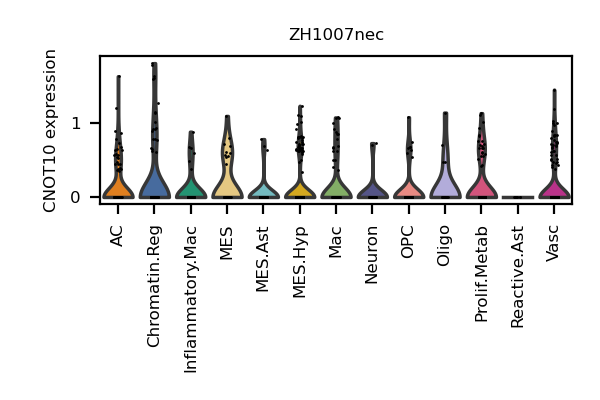 ZH1007nec
CNOT10 expression
1
0
AC
Chromatin.Reg
Inflammatory.Mac
MES
MES.Ast
MES.Hyp
Mac
Neuron
OPC
Oligo
Prolif.Metab
Reactive.Ast
Vasc